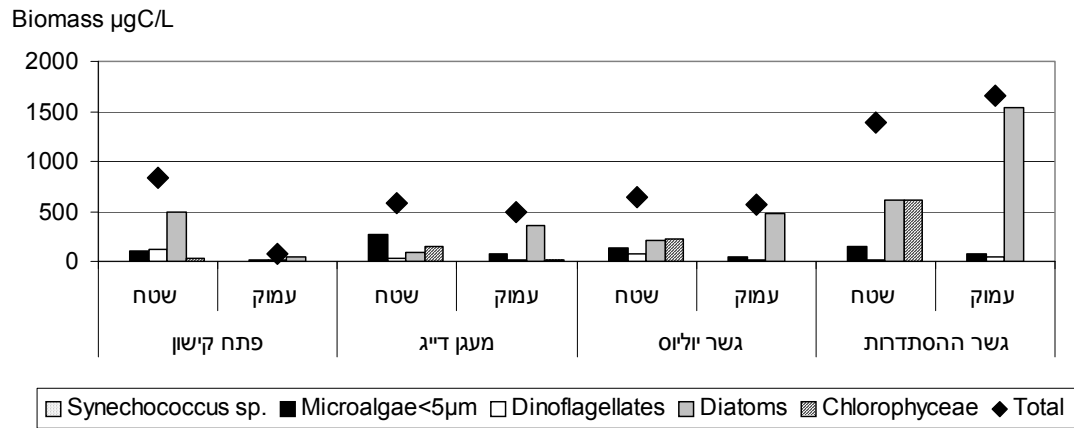 Biomass µgC/L
2000
1500
1000
500
0
שטח עמוק שטח עמוק שטח עמוק שטח עמוק
פתח קישון מעגן דייג גשר יוליוס גשר ההסתדרות
Synechococcus sp. Microalgae<5µm Dinoflagellates Diatoms Chlorophyceae Total